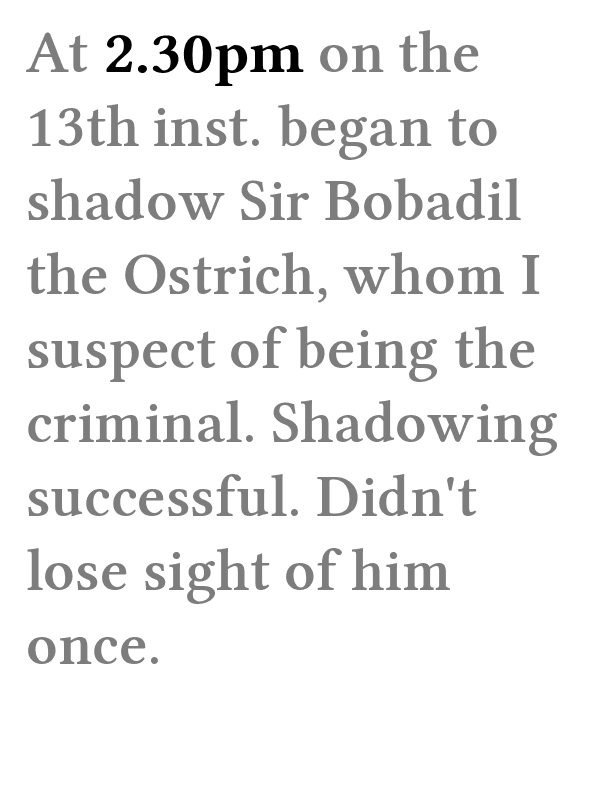 At 2.30pm on the
13th inst. began to
shadow Sir Bobadil
the Ostrich, whom I
suspect of being the
criminal. Shadowing
successful. Didn't
lose sight of him
once.